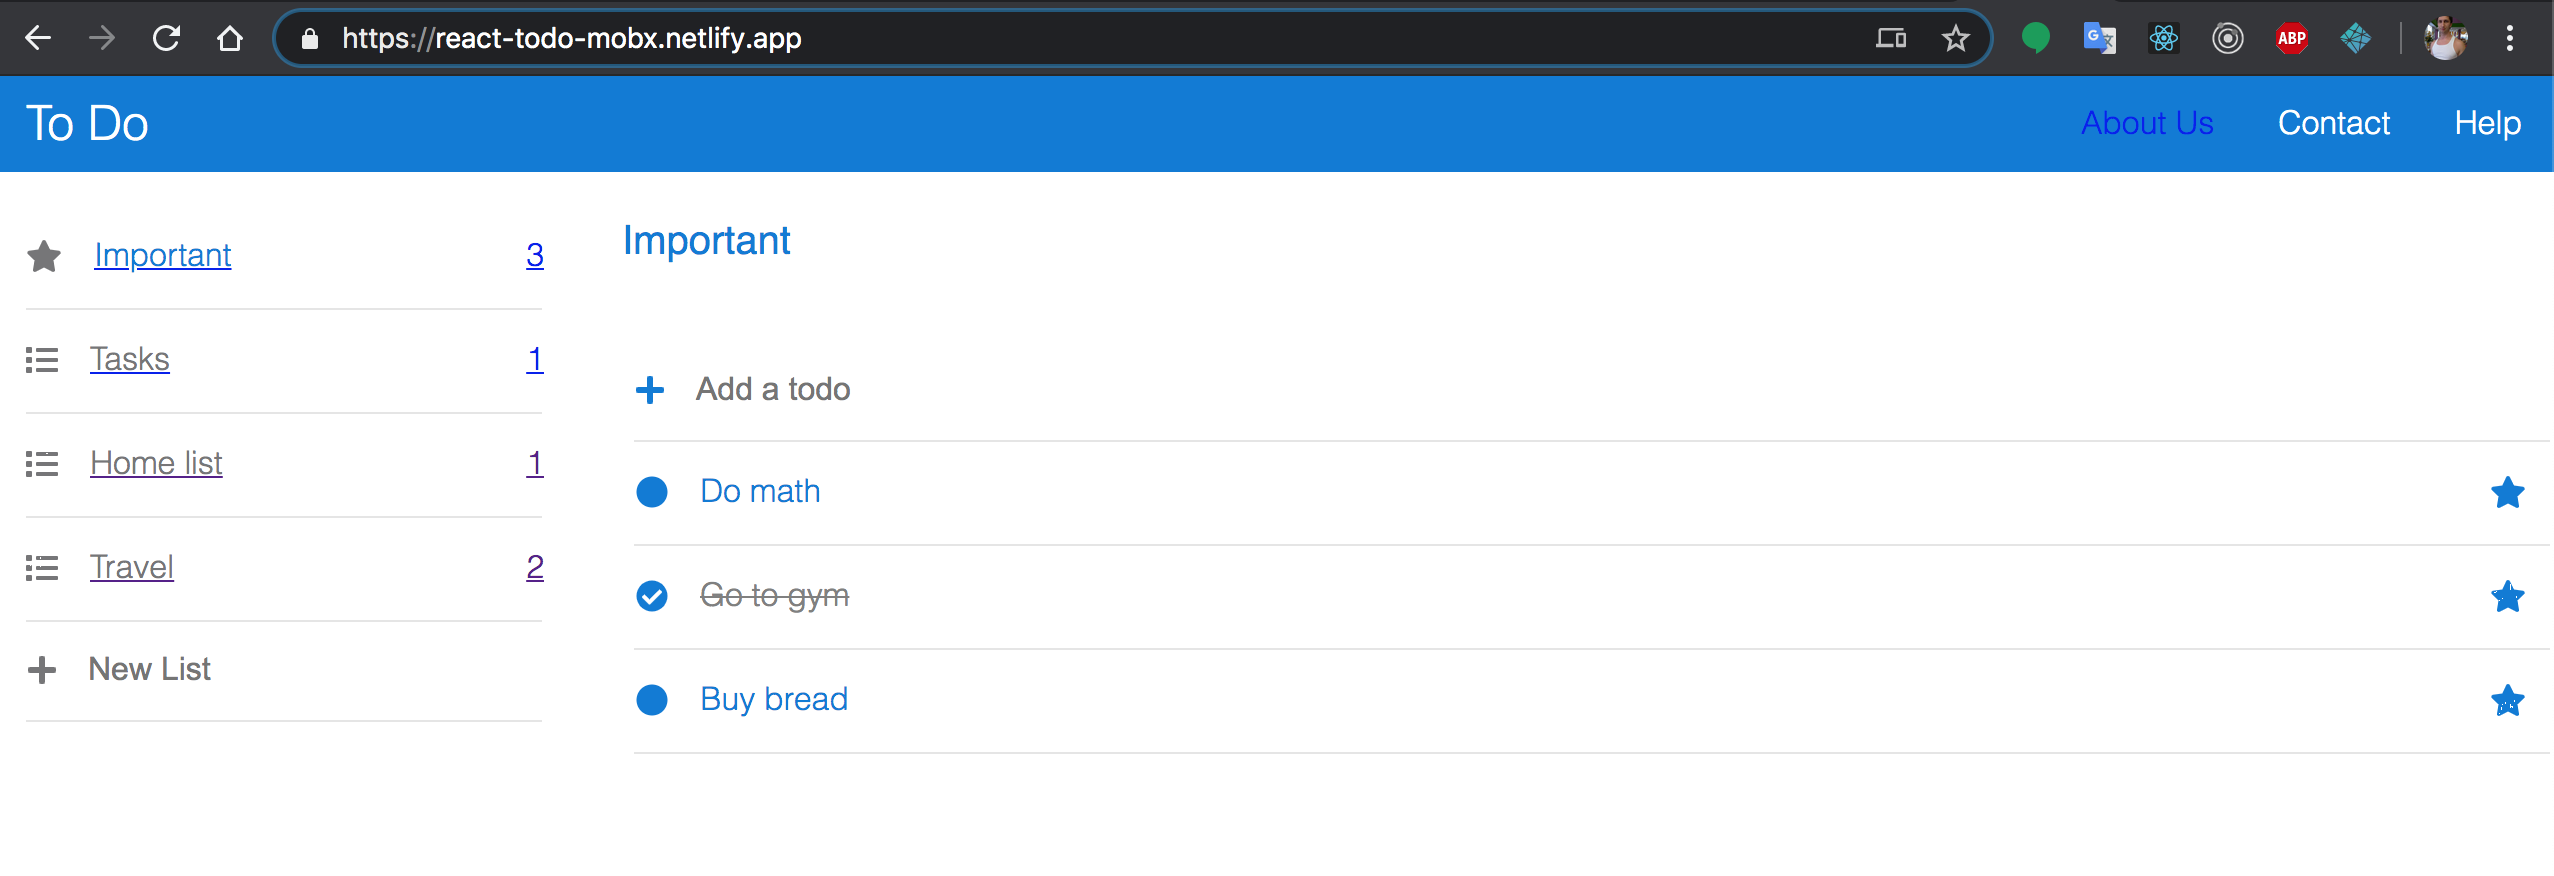 https://react-todo-mobx.netlify.app
ABP
To Do
About Us
Contact
Help
Important 3
Tasks 1
Home list 1
Travel 2
New List
Important
Add a todo
Do math
Go to gym
Buy bread